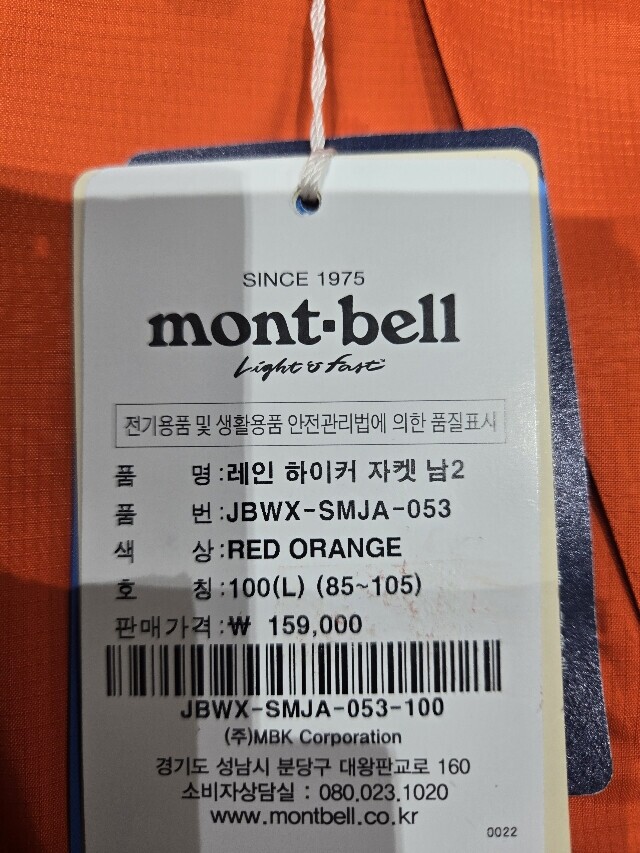 SINCE 1975
mont-bell
Light & Fast
전기용품 및 생활용품 안전관리법에 의한 품질표시
품 명 : 레인 하이커 자켓 남2
품 번 : JBWX-SMJA-053
색 상 : RED ORANGE
호 칭 : 100(L) (85~105)
판매가격 : ₩ 159,000
JBWX-SMJA-053-100
(주)MBK Corporation
경기도 성남시 분당구 대왕판교로 160
소비자상담실 : 080.023.1020
www.montbell.co.kr
0022